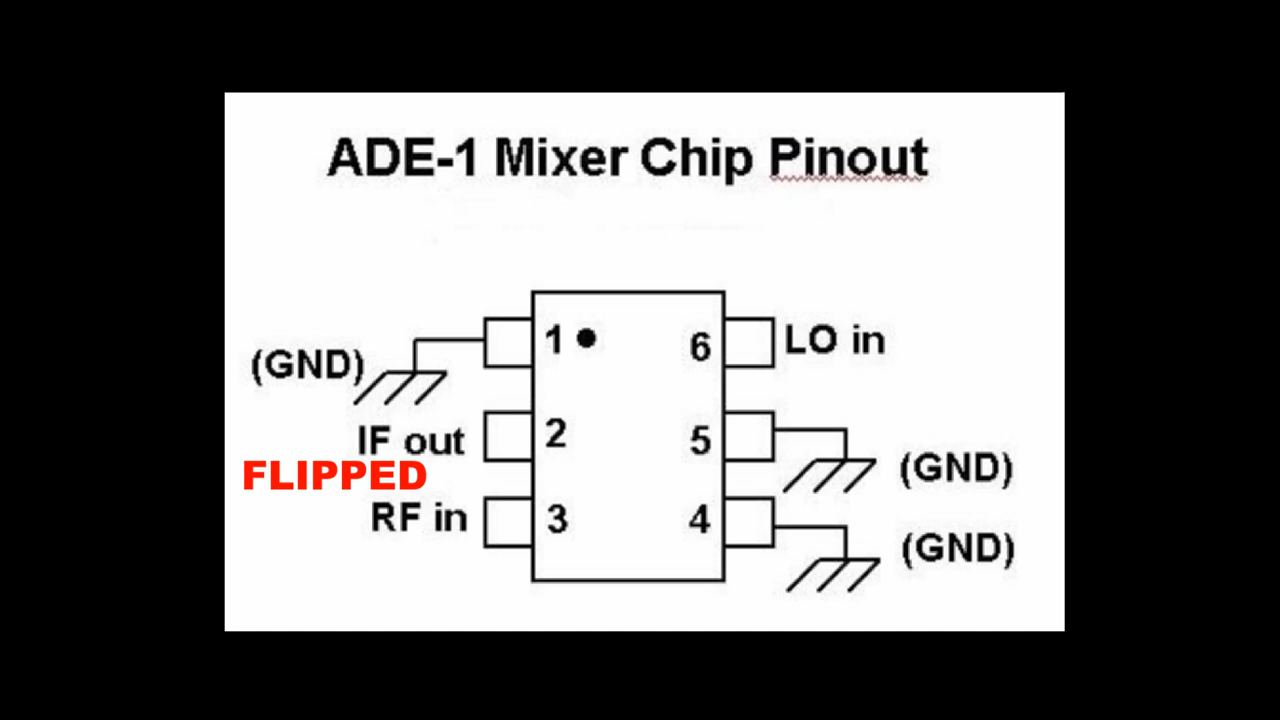 ADE-1 Mixer Chip Pinout
1 6 LO in
(GND)
IF out 2 5
FLIPPED (GND)
RF in 3 4
(GND)